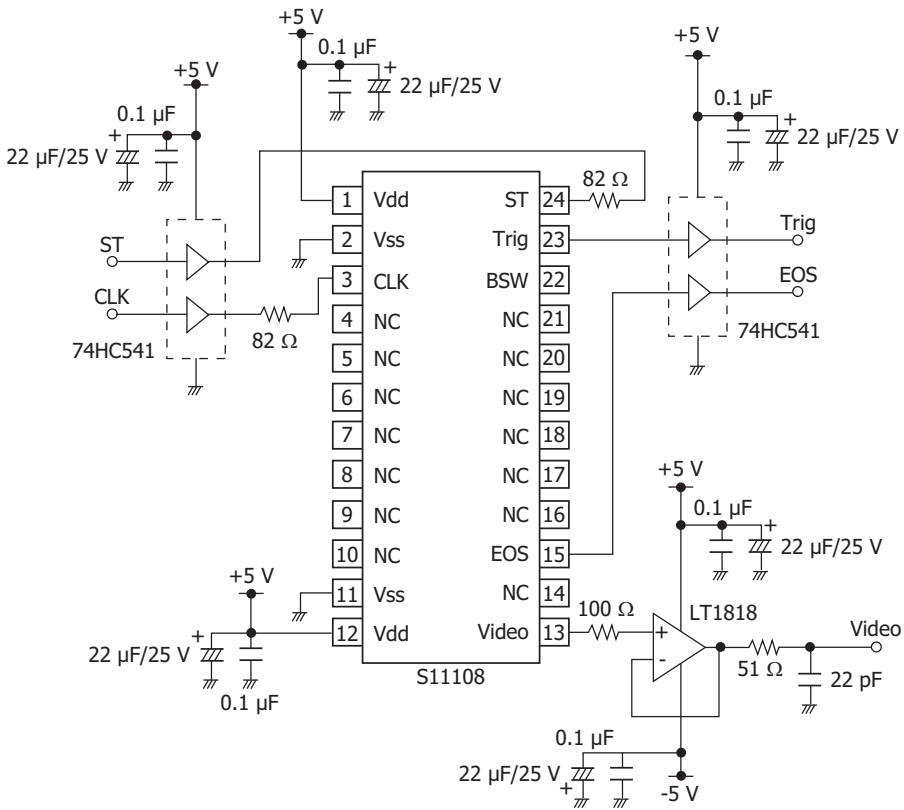 +5 V
0.1 µF
+
22 µF/25 V
+5 V
0.1 µF
+
22 µF/25 V
+5 V
0.1 µF
+
22 µF/25 V
ST
CLK
74HC541
82 Ω
82 Ω
1 Vdd ST 24
2 Vss Trig 23
3 CLK BSW 22
4 NC NC 21
5 NC NC 20
6 NC NC 19
7 NC NC 18
8 NC NC 17
9 NC NC 16
10 NC EOS 15
11 Vss NC 14
12 Vdd Video 13
S11108
Trig
EOS
74HC541
+5 V
+
22 µF/25 V
0.1 µF
+5 V
0.1 µF
+
22 µF/25 V
100 Ω
LT1818
+
-
51 Ω
Video
22 pF
0.1 µF
+
22 µF/25 V
-5 V